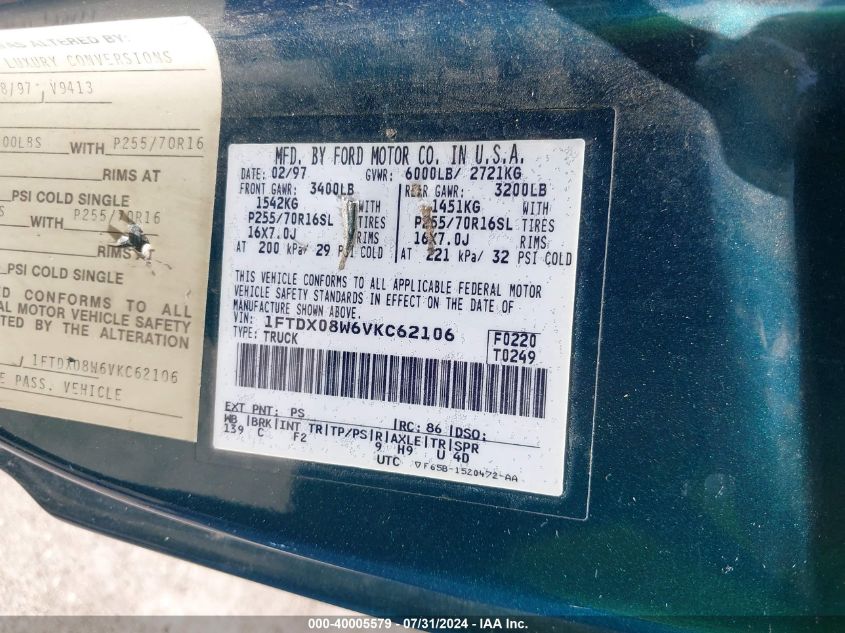 WAS ALTERED BY:
LUXURY CONVERSIONS
8/97 V9413
00LBS WITH P255/70R16
RIMS AT
PSI COLD SINGLE
S WITH P255/70R16
RIMS
PSI COLD SINGLE
ED CONFORMS TO ALL
RAL MOTOR VEHICLE SAFETY
CTED BY THE ALTERATION
1FTDX08W6VKC62106
E PASS. VEHICLE
MFD. BY FORD MOTOR CO. IN U.S.A.
DATE: 02/97 GVWR: 6000LB/ 2721KG
FRONT GAWR: 3400LB REAR GAWR: 3200LB
1542KG WITH 1451KG WITH
P255/70R16SL TIRES P255/70R16SL TIRES
16X7.0J RIMS 16X7.0J RIMS
AT 200 kPa/ 29 PSI COLD AT 221 kPa/ 32 PSI COLD
THIS VEHICLE CONFORMS TO ALL APPLICABLE FEDERAL MOTOR
VEHICLE SAFETY STANDARDS IN EFFECT ON THE DATE OF
MANUFACTURE SHOWN ABOVE.
VIN: 1FTDX08W6VKC62106 F0220
TYPE: TRUCK T0249
EXT PNT: PS RC: 86 DSO:
WB BRK INT TR TP/PS R AXLE TR SPR
139 C F2 9 H9 U 4D
UTC ▽F65B-1520472-AA
000-40005579 - 07/31/2024 - IAAI.com